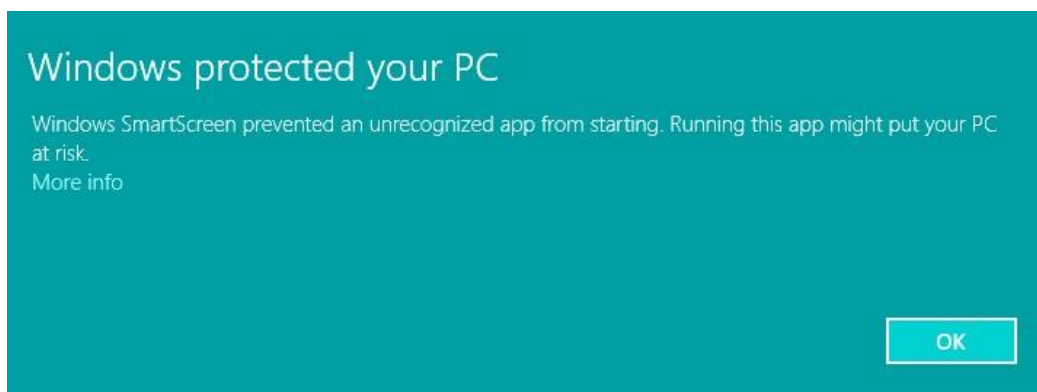 Windows protected your PC
Windows SmartScreen prevented an unrecognized app from starting. Running this app might put your PC
at risk.
More info
OK